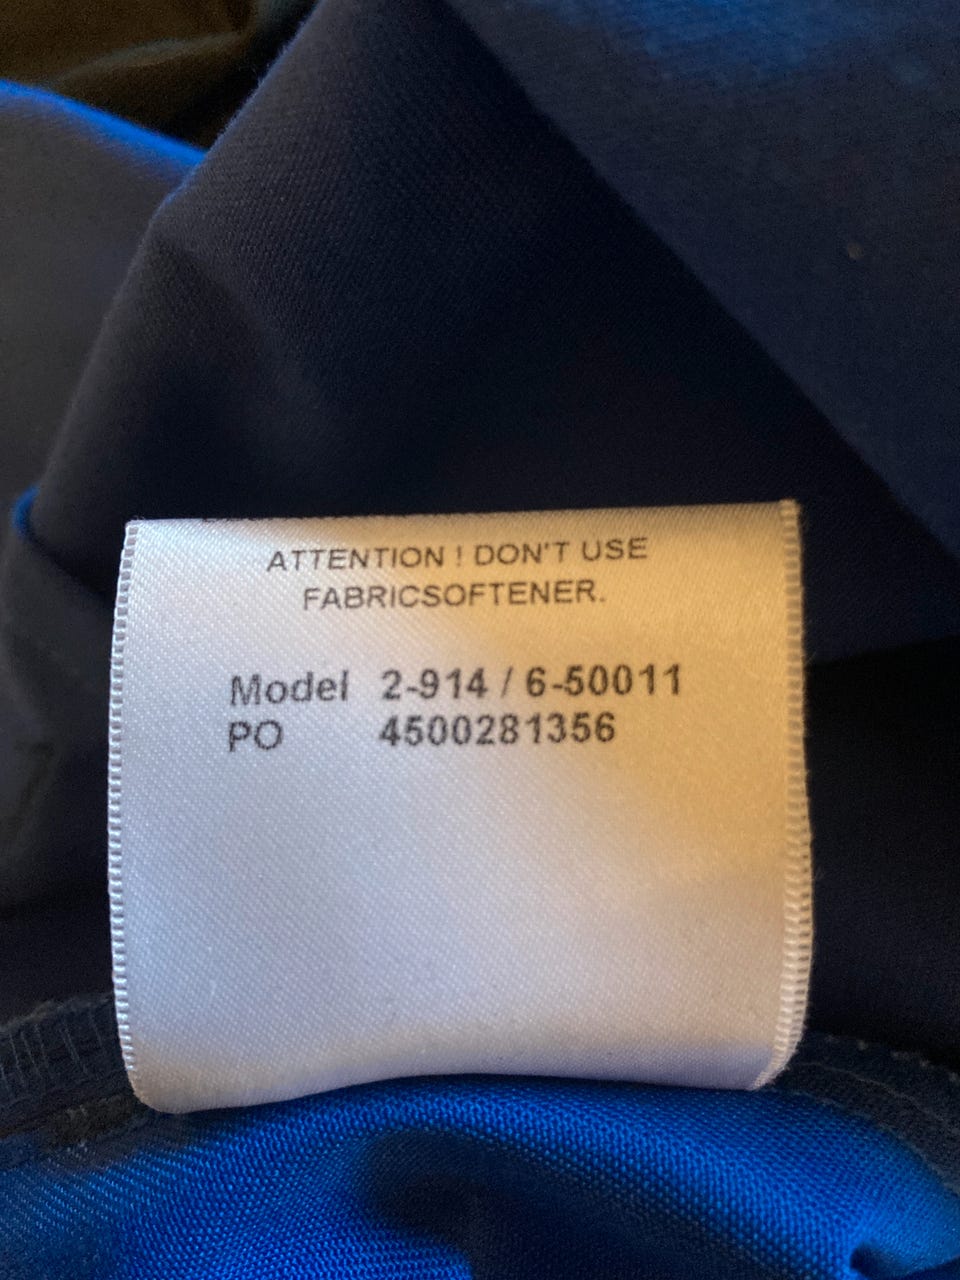 ATTENTION ! DON'T USE
FABRICSOFTENER.
Model 2-914 / 6-50011
PO 4500281356